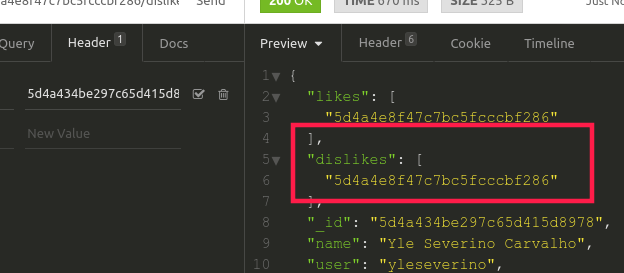 a4e8f47c7bc5fcccbf286/dislike Send
200 OK TIME 670 ms SIZE 523 B Just No
Query Header 1 Docs
Preview Header 6 Cookie Timeline
5d4a434be297c65d415d8
New Value
1 {
2 "likes": [
3 "5d4a4e8f47c7bc5fcccbf286"
4 ],
5 "dislikes": [
6 "5d4a4e8f47c7bc5fcccbf286"
7 ],
8 "_id": "5d4a434be297c65d415d8978",
9 "name": "Yle Severino Carvalho",
10 "user": "yleseverino",